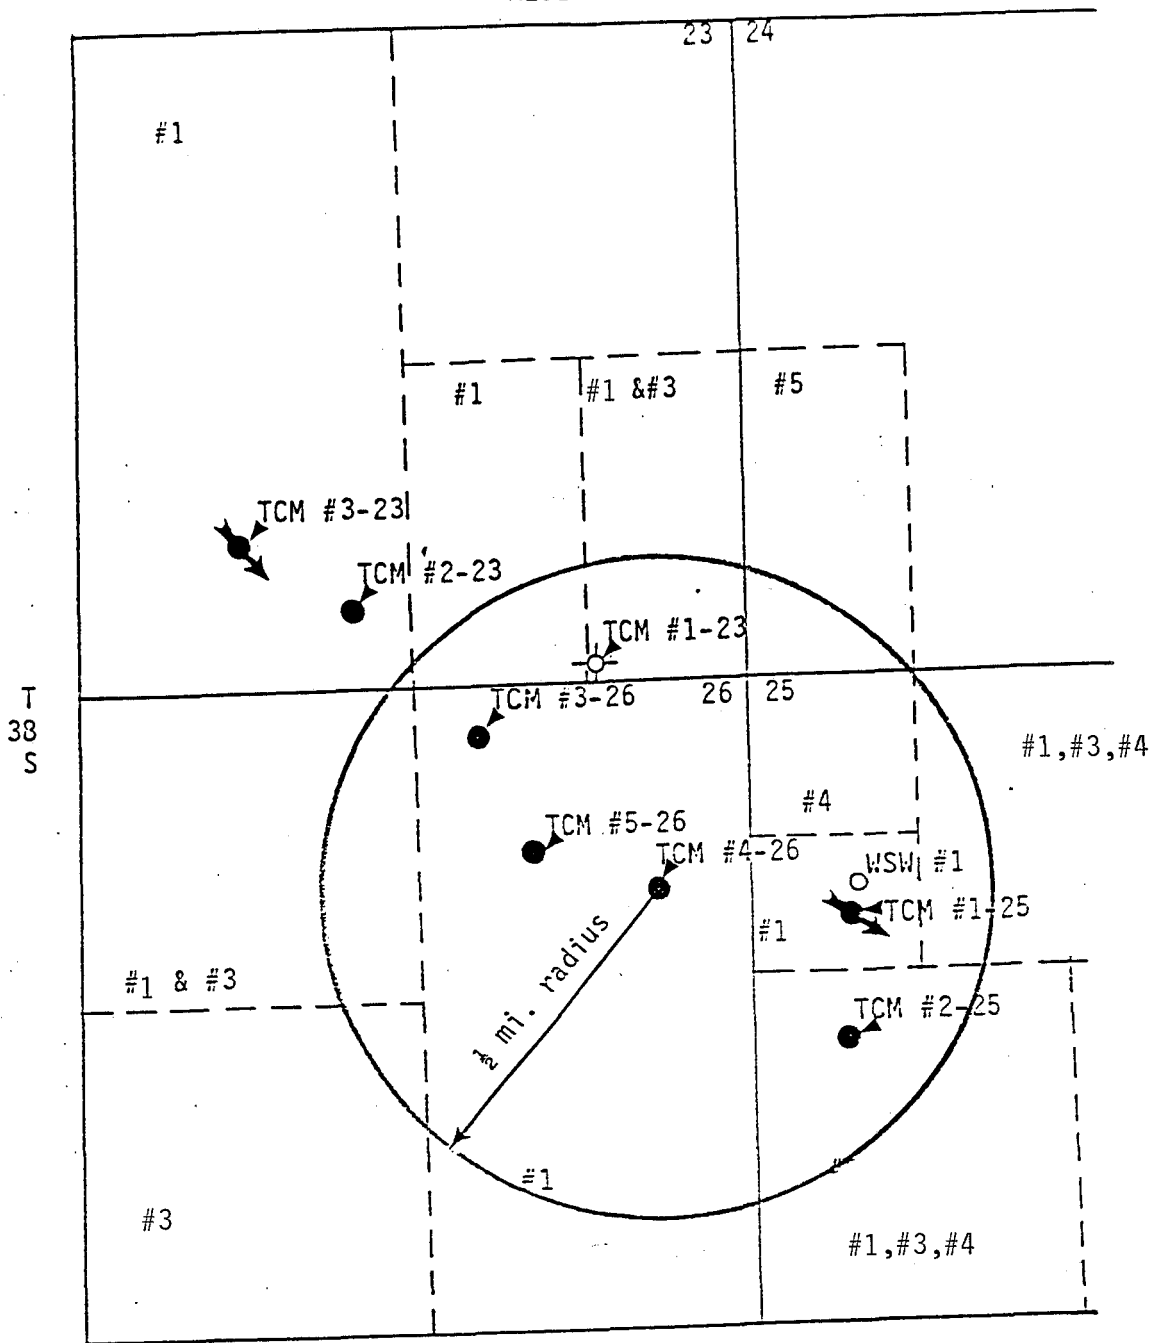 23 24
#1
#1
#1 &#3
#5
TCM #3-23
TCM #2-23
TCM #1-23
T
38
S
TCM #3-26
26 25
#1,#3,#4
#4
TCM #5-26
TCM #4-26
WSW #1
TCM #1-25
#1
#1 & #3
½ mi. radius
TCM #2-25
#1
#3
#1,#3,#4